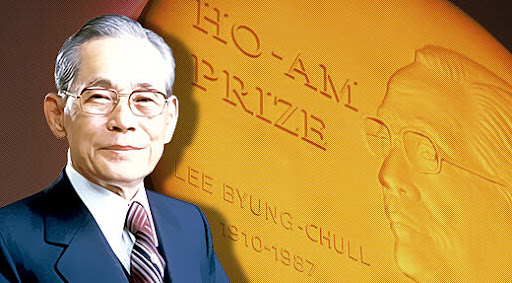 HO-AM
PRIZE
LEE BYUNG-CHULL
1910-1987